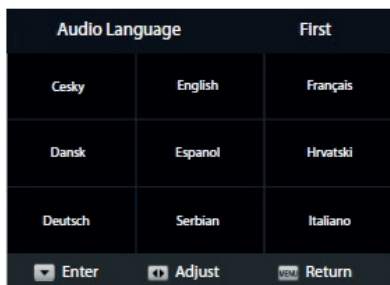 Audio Language First
Cesky English Français
Dansk Espanol Hrvatski
Deutsch Serbian Italiano
Enter Adjust MENU Return